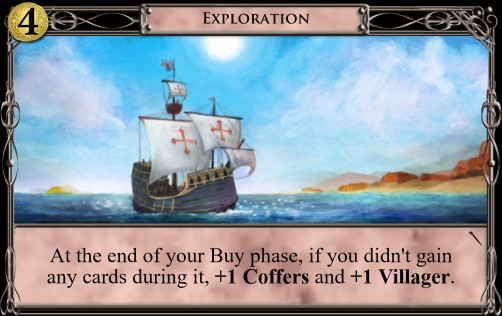 4
EXPLORATION
At the end of your Buy phase, if you didn't gain
any cards during it, +1 Coffers and +1 Villager.